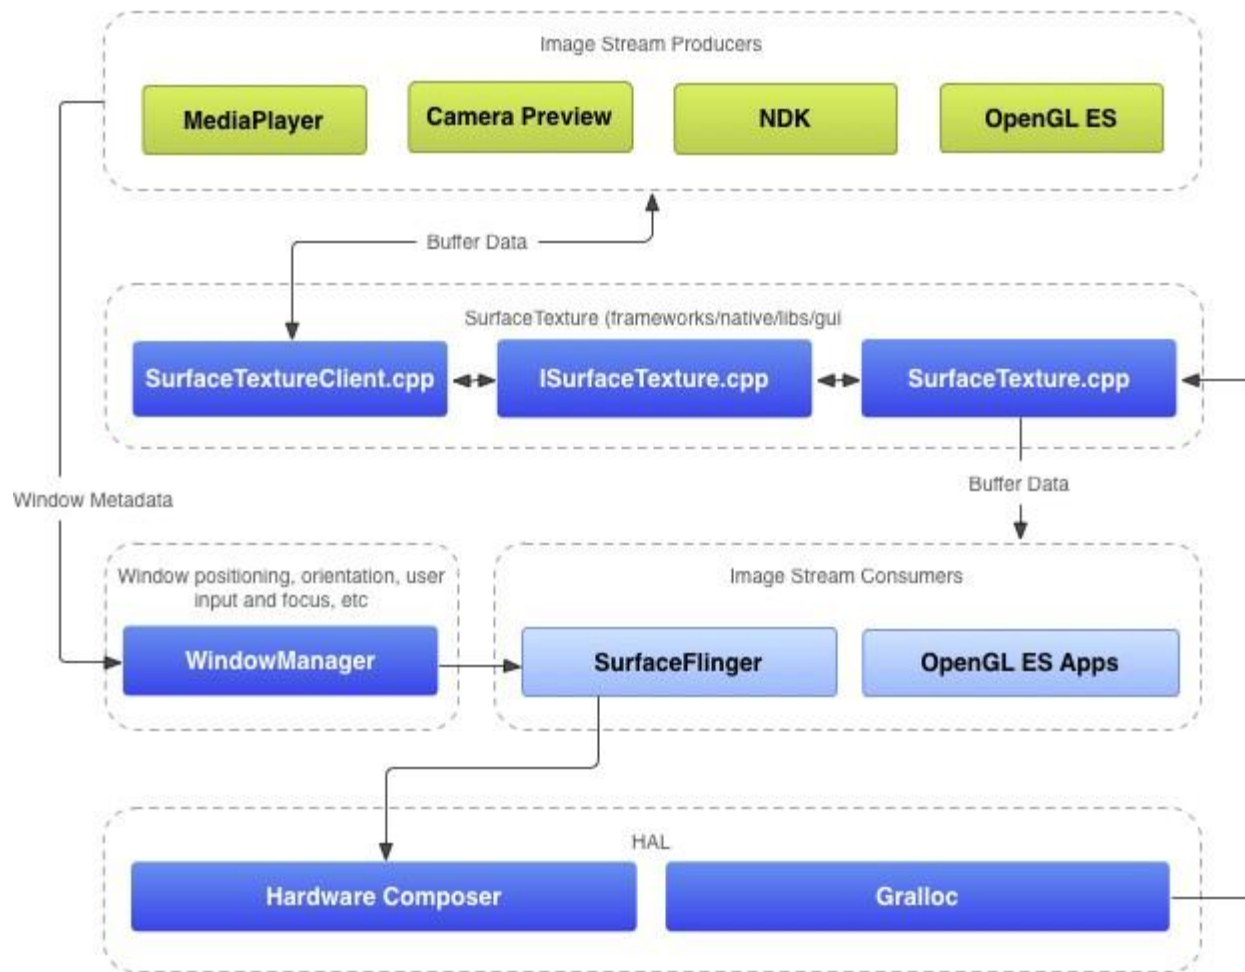 Image Stream Producers
MediaPlayer
Camera Preview
NDK
OpenGL ES
Buffer Data
SurfaceTexture (frameworks/native/libs/gui
SurfaceTextureClient.cpp
ISurfaceTexture.cpp
SurfaceTexture.cpp
Buffer Data
Window Metadata
Window positioning, orientation, user
input and focus, etc
WindowManager
Image Stream Consumers
SurfaceFlinger
OpenGL ES Apps
HAL
Hardware Composer
Gralloc